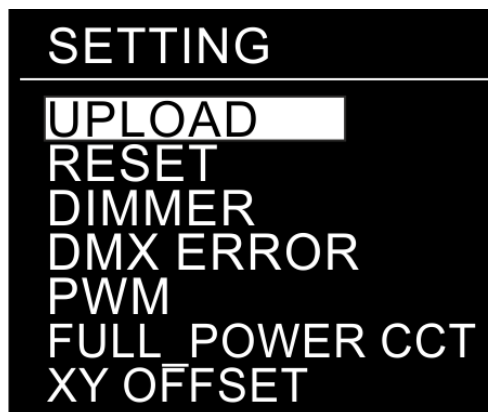 SETTING
UPLOAD
RESET
DIMMER
DMX ERROR
PWM
FULL_POWER CCT
XY OFFSET